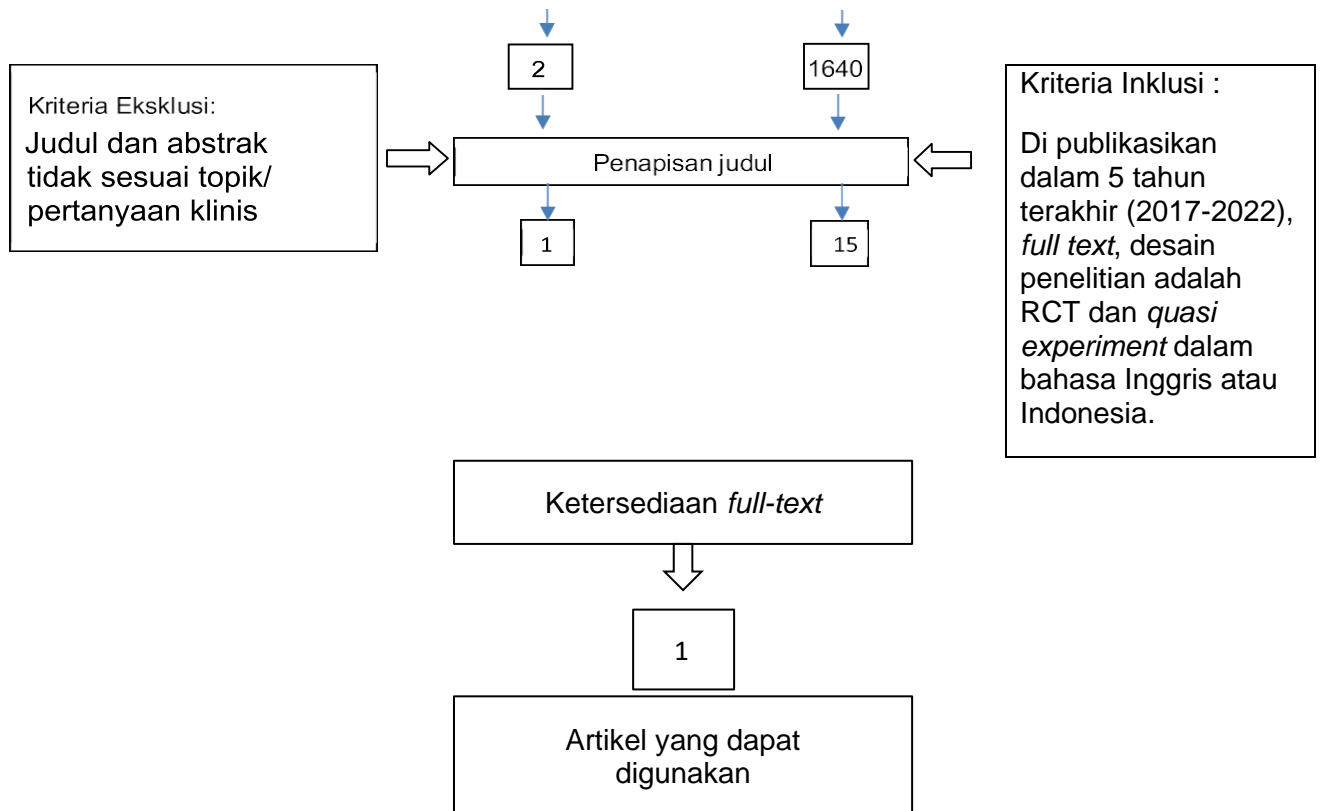 2
1640
Kriteria Eksklusi:
Judul dan abstrak
tidak sesuai topik/
pertanyaan klinis
Penapisan judul
Kriteria Inklusi :
Di publikasikan
dalam 5 tahun
terakhir (2017-2022),
full text, desain
penelitian adalah
RCT dan quasi
experiment dalam
bahasa Inggris atau
Indonesia.
1
15
Ketersediaan full-text
1
Artikel yang dapat
digunakan